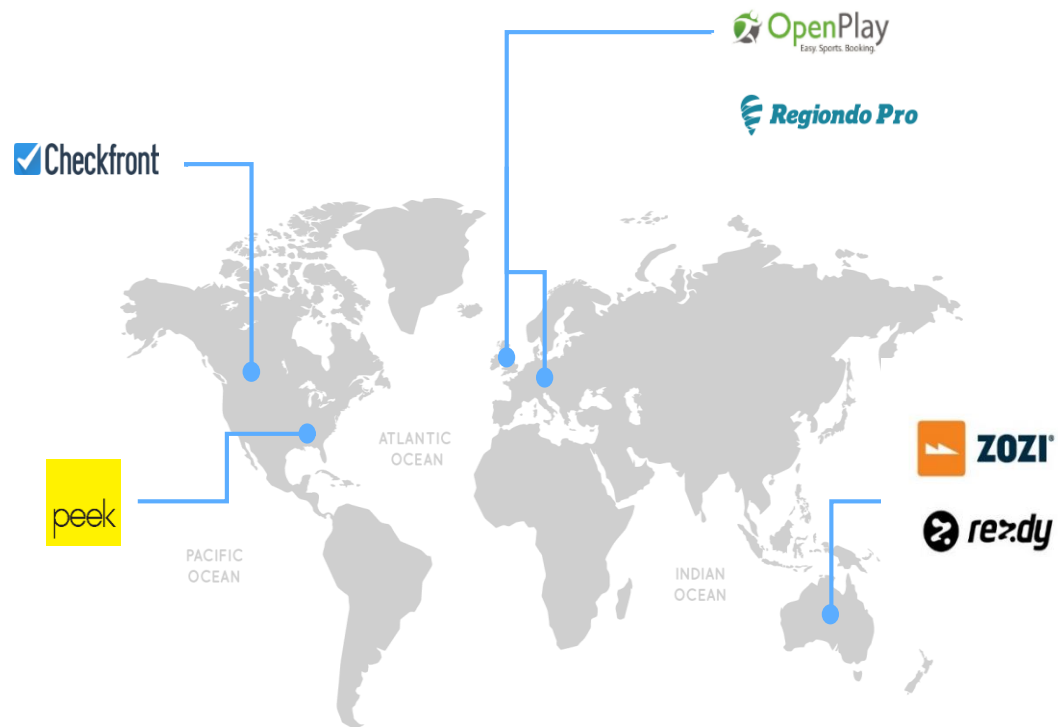 OpenPlay
Easy. Sports. Booking.
Regiondo Pro
Checkfront
ATLANTIC
OCEAN
ZOZI®
peek
rezdy
PACIFIC
OCEAN
INDIAN
OCEAN